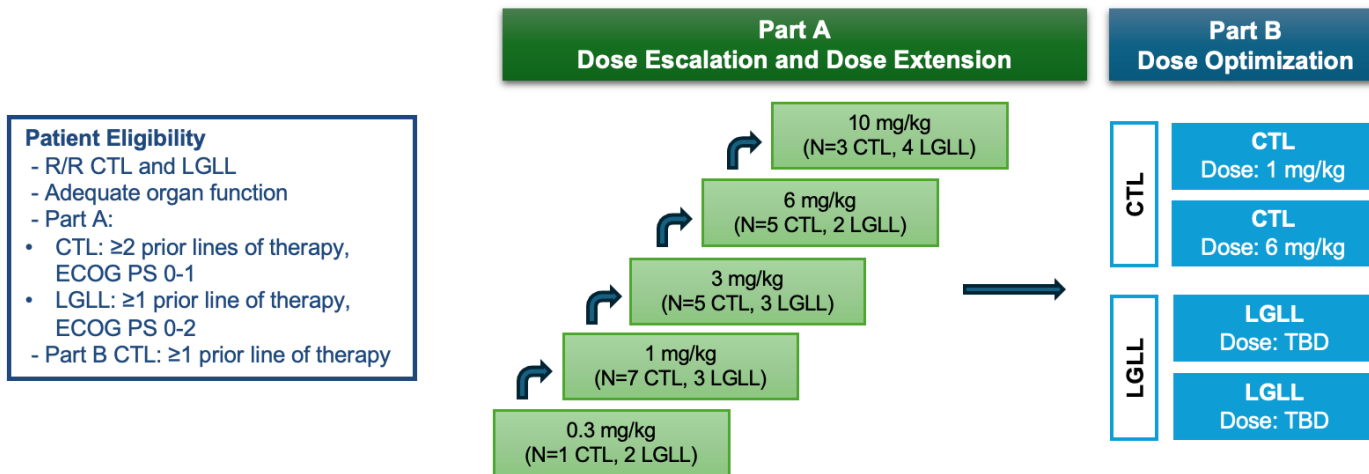 Patient Eligibility
- R/R CTL and LGLL
- Adequate organ function
- Part A:
• CTL: ≥2 prior lines of therapy,
ECOG PS 0-1
• LGLL: ≥1 prior line of therapy,
ECOG PS 0-2
- Part B CTL: ≥1 prior line of therapy
Part A
Dose Escalation and Dose Extension
10 mg/kg
(N=3 CTL, 4 LGLL)
6 mg/kg
(N=5 CTL, 2 LGLL)
3 mg/kg
(N=5 CTL, 3 LGLL)
1 mg/kg
(N=7 CTL, 3 LGLL)
0.3 mg/kg
(N=1 CTL, 2 LGLL)
Part B
Dose Optimization
CTL
CTL
Dose: 1 mg/kg
CTL
Dose: 6 mg/kg
LGLL
LGLL
Dose: TBD
LGLL
Dose: TBD